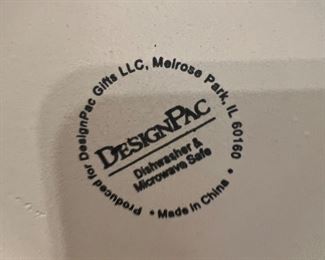 Produced for DesignPac Gifts LLC, Melrose Park, IL 60160 • Made in China •
DESIGNPAC
Dishwasher &
Microwave Safe